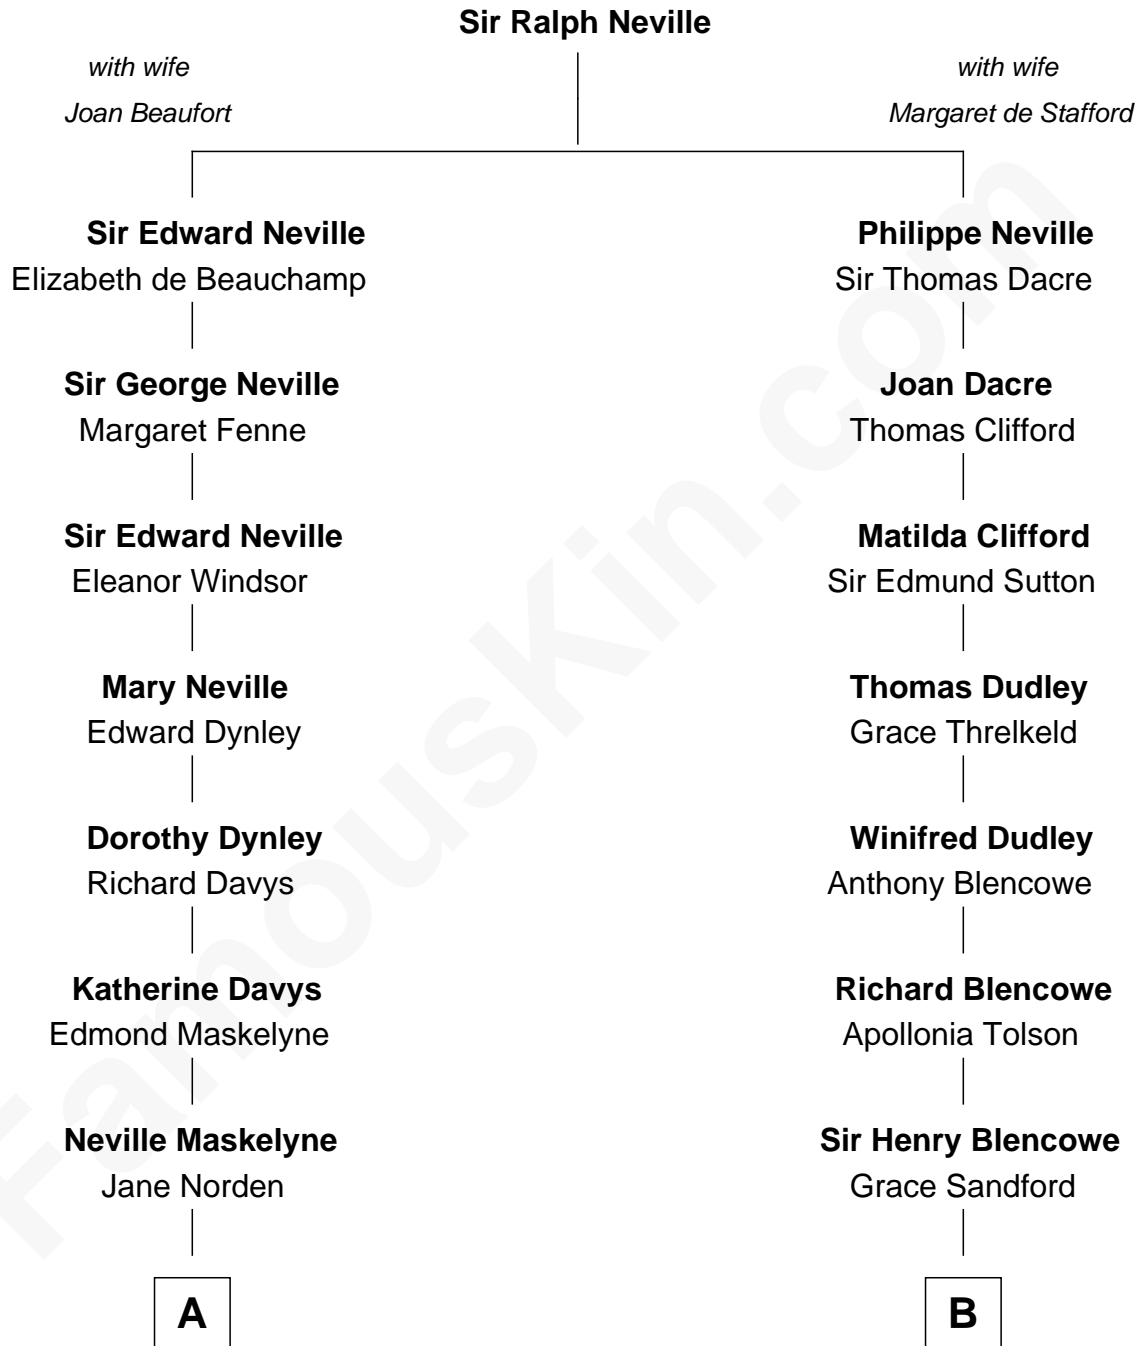 Sir Ralph Neville
with wife
Joan Beaufort
with wife
Margaret de Stafford
Sir Edward Neville
Elizabeth de Beauchamp
Philippe Neville
Sir Thomas Dacre
Sir George Neville
Margaret Fenne
Joan Dacre
Thomas Clifford
Sir Edward Neville
Eleanor Windsor
Matilda Clifford
Sir Edmund Sutton
Mary Neville
Edward Dynley
Thomas Dudley
Grace Threlkeld
Dorothy Dynley
Richard Davys
Winifred Dudley
Anthony Blencowe
Katherine Davys
Edmond Maskelyne
Richard Blencowe
Apollonia Tolson
Neville Maskelyne
Jane Norden
Sir Henry Blencowe
Grace Sandford
A
B
FamousKin.com